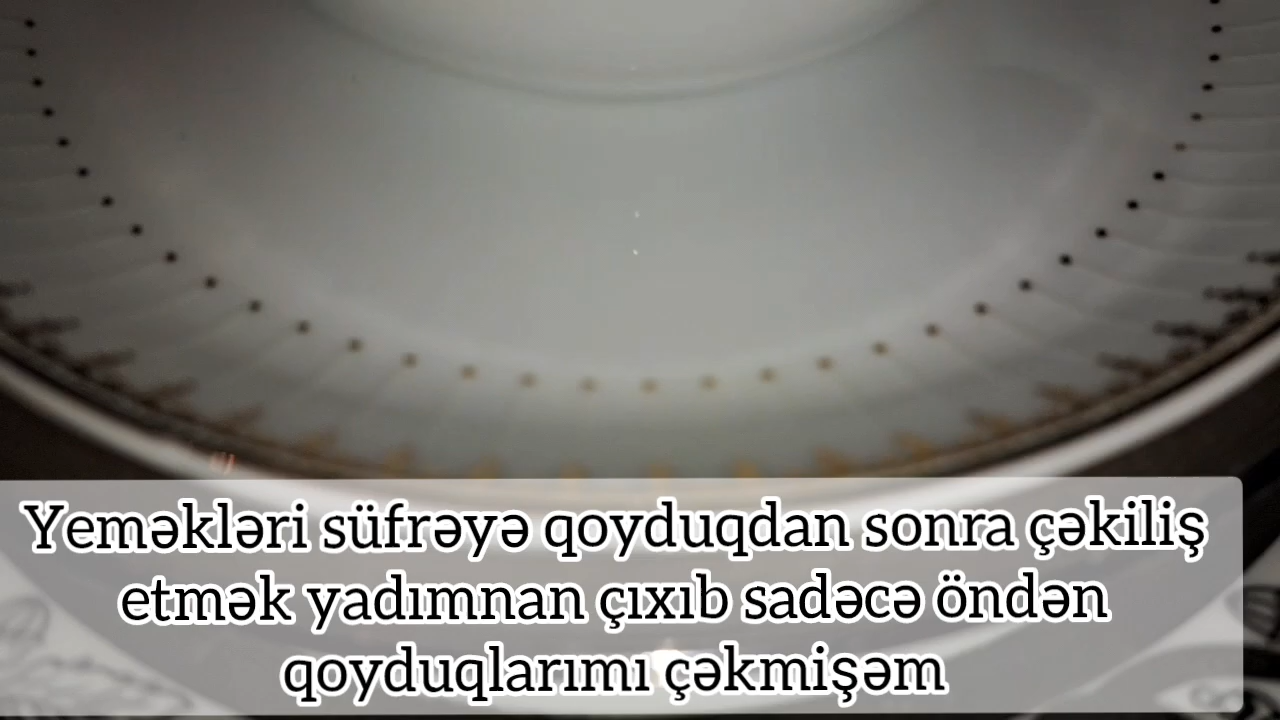 Yeməkləri süfrəyə qoyduqdan sonra çəkiliş
etmək yadımnan çıxıb sadəcə öndən
qoyduqlarımı çəkmişəm